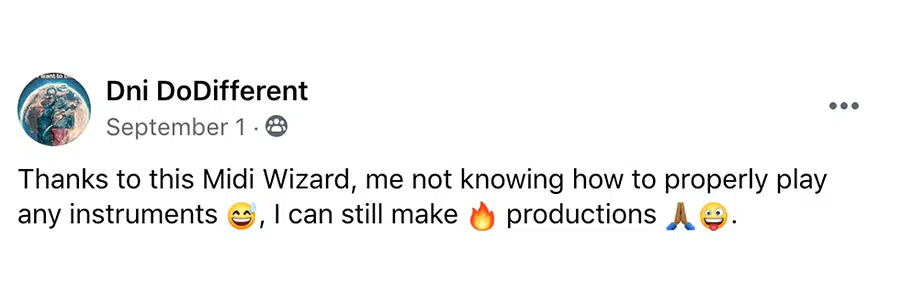 Dni DoDifferent
September 1 ·
Thanks to this Midi Wizard, me not knowing how to properly play
any instruments 😅, I can still make 🔥 productions 🙏🏾🤪.